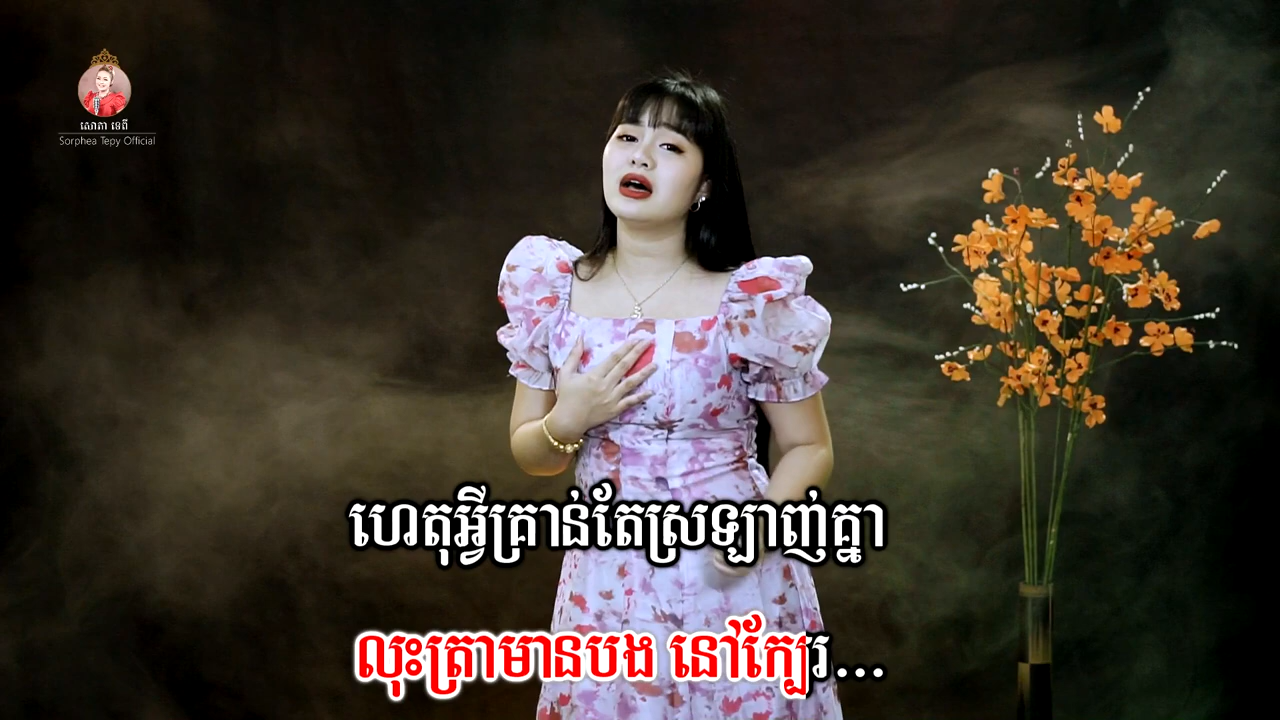 សោភា ទេពី
Sorphea Tepy Official
ហេតុអ្វីគ្រាន់តែស្រឡាញ់គ្នា
លុះត្រាមានបង នៅក្បែរ...